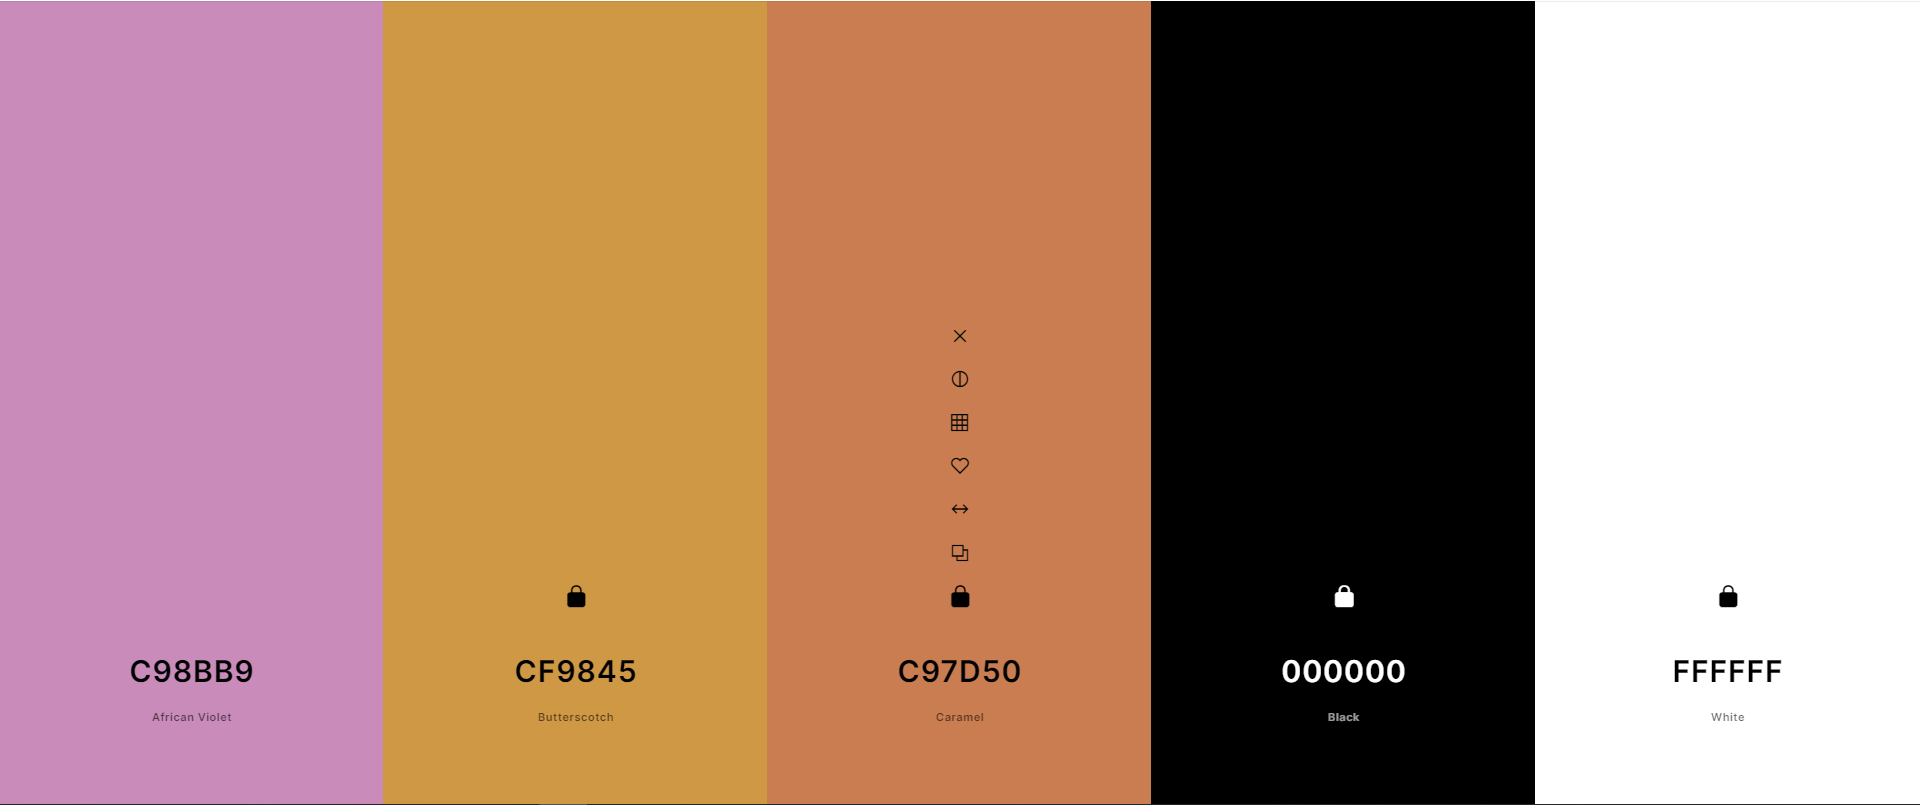 C98BB9
African Violet
CF9845
Butterscotch
C97D50
Caramel
000000
Black
FFFFFF
White